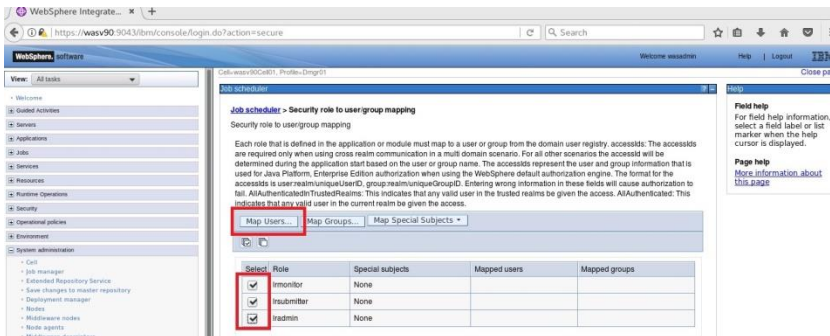 WebSphere Integrate... × +
https://wasv90:9043/ibm/console/login.do?action=secure
Search
WebSphere. software
Welcome wasadmin
Help | Logout
IBM
Cell=wasv90Cell01, Profile=Dmgr01
Close pa
View: All tasks
Welcome
Guided Activities
Servers
Applications
Jobs
Services
Resources
Runtime Operations
Security
Operational policies
Environment
System administration
Cell
Job manager
Extended Repository Service
Save changes to master repository
Deployment manager
Nodes
Middleware nodes
Node agents
Middleware descriptors
Job scheduler
Job scheduler > Security role to user/group mapping
Security role to user/group mapping
Each role that is defined in the application or module must map to a user or group from the domain user registry. accessIds: The accessIds
are required only when using cross realm communication in a multi domain scenario. For all other scenarios the accessId will be
determined during the application start based on the user or group name. The accessIds represent the user and group information that is
used for Java Platform, Enterprise Edition authorization when using the WebSphere default authorization engine. The format for the
accessIds is user:realm/uniqueUserID, group:realm/uniqueGroupID. Entering wrong information in these fields will cause authorization to
fail. AllAuthenticatedInTrustedRealms: This indicates that any valid user in the trusted realms be given the access. AllAuthenticated: This
indicates that any valid user in the current realm be given the access.
Map Users... Map Groups... Map Special Subjects
Select Role Special subjects Mapped users Mapped groups
lrmonitor None
lrsubmitter None
lradmin None
Help
Field help
For field help information,
select a field label or list
marker when the help
cursor is displayed.
Page help
More information about
this page